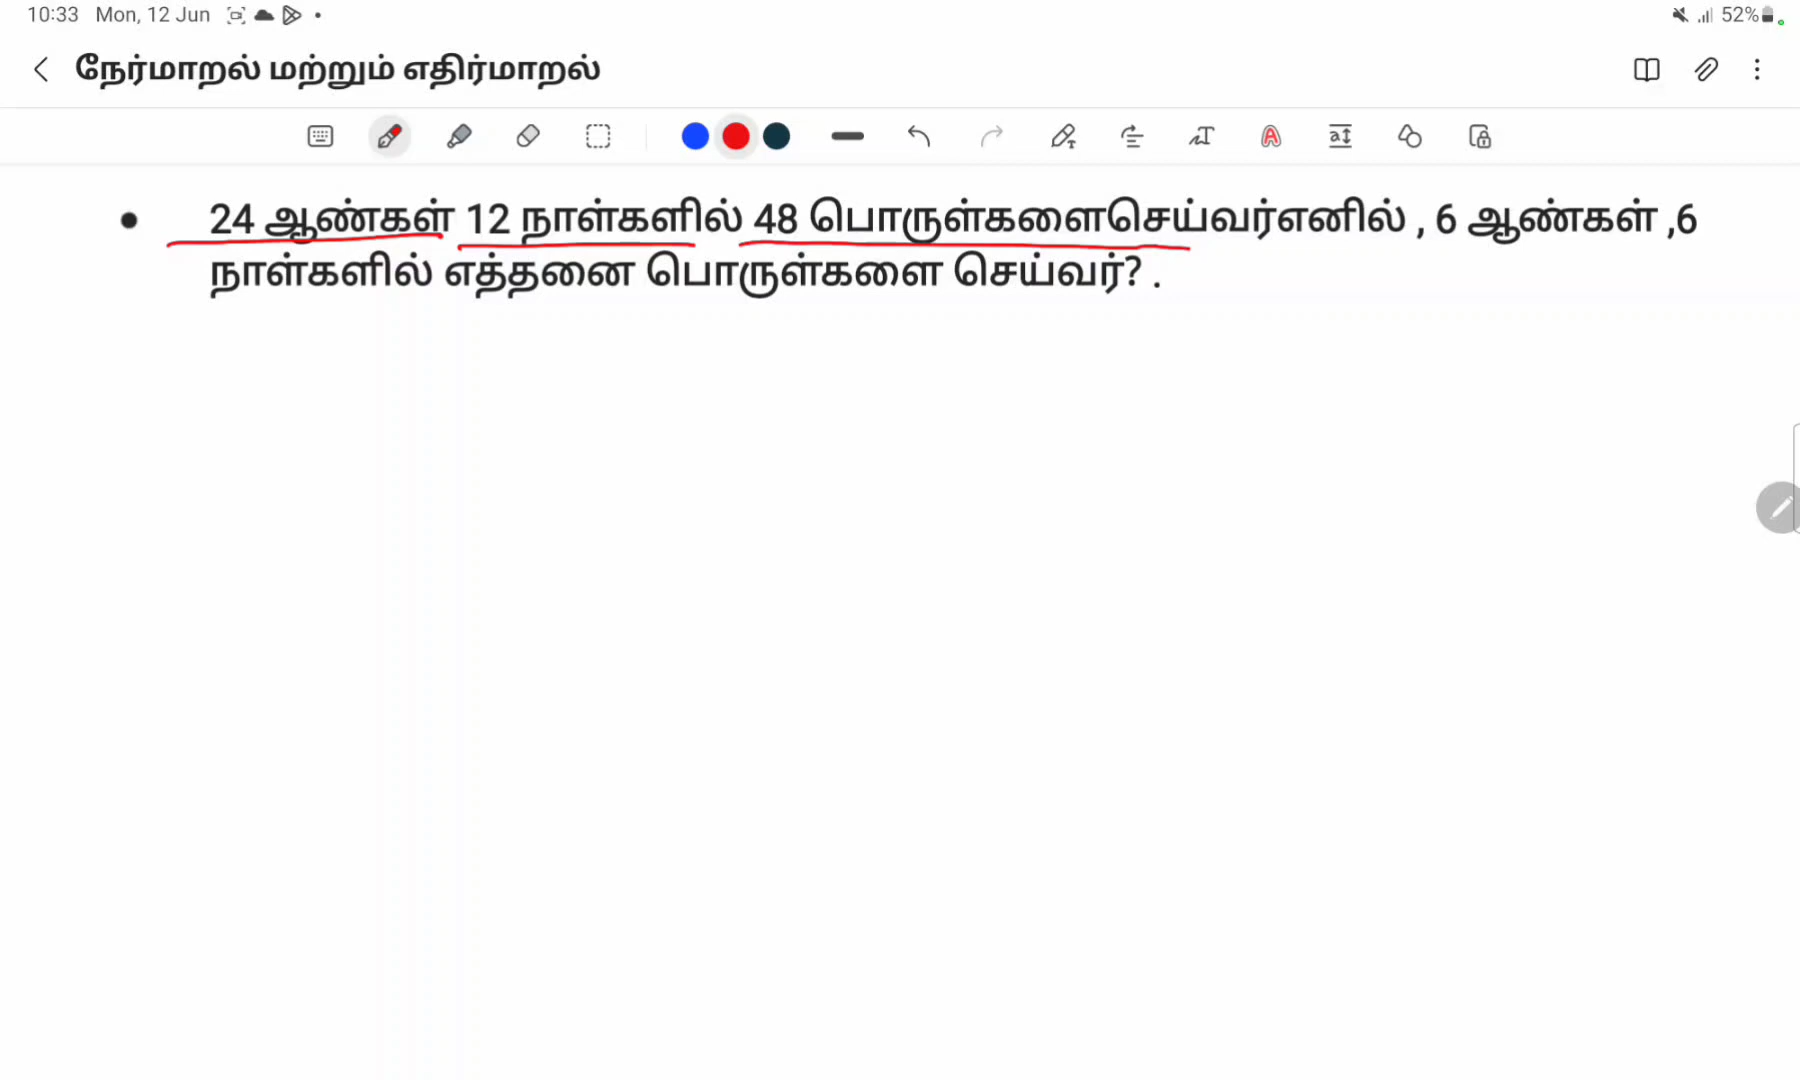 10:33 Mon, 12 Jun 52%
நேர்மாறல் மற்றும் எதிர்மாறல்
24 ஆண்கள் 12 நாள்களில் 48 பொருள்களைசெய்வர்எனில் , 6 ஆண்கள் ,6
நாள்களில் எத்தனை பொருள்களை செய்வர்? .